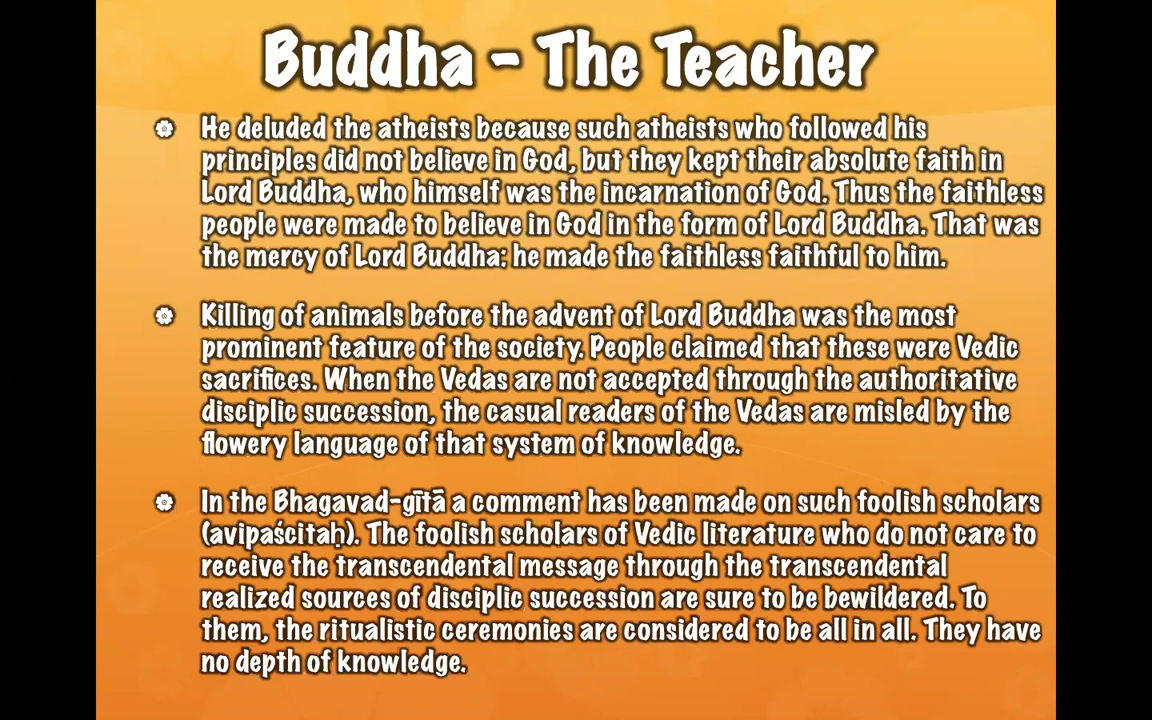 Buddha - The Teacher
He deluded the atheists because such atheists who followed his
principles did not believe in God, but they kept their absolute faith in
Lord Buddha, who himself was the incarnation of God. Thus the faithless
people were made to believe in God in the form of Lord Buddha. That was
the mercy of Lord Buddha: he made the faithless faithful to him.
Killing of animals before the advent of Lord Buddha was the most
prominent feature of the society. People claimed that these were Vedic
sacrifices. When the Vedas are not accepted through the authoritative
disciplic succession, the casual readers of the Vedas are misled by the
flowery language of that system of knowledge.
In the Bhagavad-gītā a comment has been made on such foolish scholars
(avipaścitaḥ). The foolish scholars of Vedic literature who do not care to
receive the transcendental message through the transcendental
realized sources of disciplic succession are sure to be bewildered. To
them, the ritualistic ceremonies are considered to be all in all. They have
no depth of knowledge.